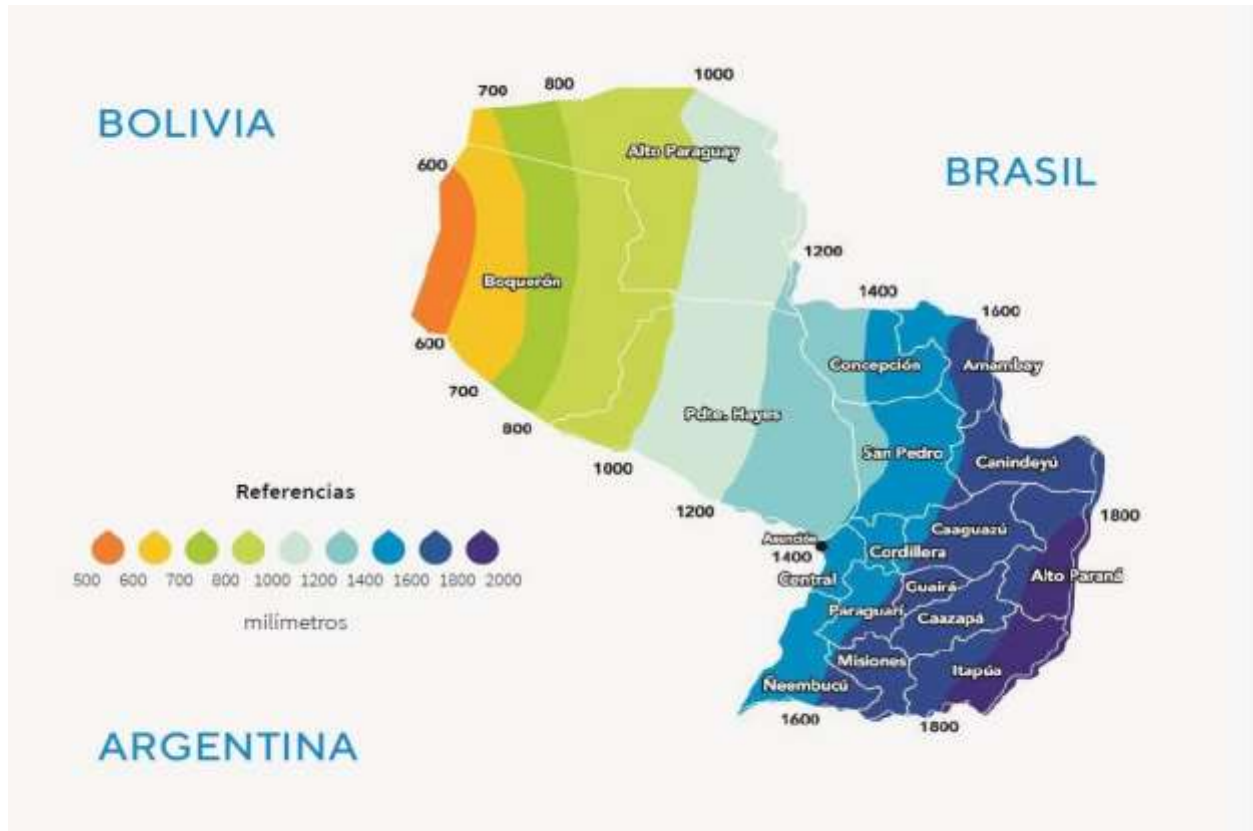 1000
800
700
BOLIVIA
Alto Paraguay
600
BRASIL
1200
Boquerón
1400
1600
600
Concepción
Amambay
700
Pdte. Hayes
800
San Pedro
Canindeyú
1000
Referencias
1200
1800
Caaguazú
Asunción
1400
Cordillera
500 600 700 800 1000 1200 1400 1600 1800 2000
Central
Alto Paraná
Guairá
Paraguarí
Caazapá
milímetros
Misiones
Itapúa
Ñeembucú
1600
1800
ARGENTINA